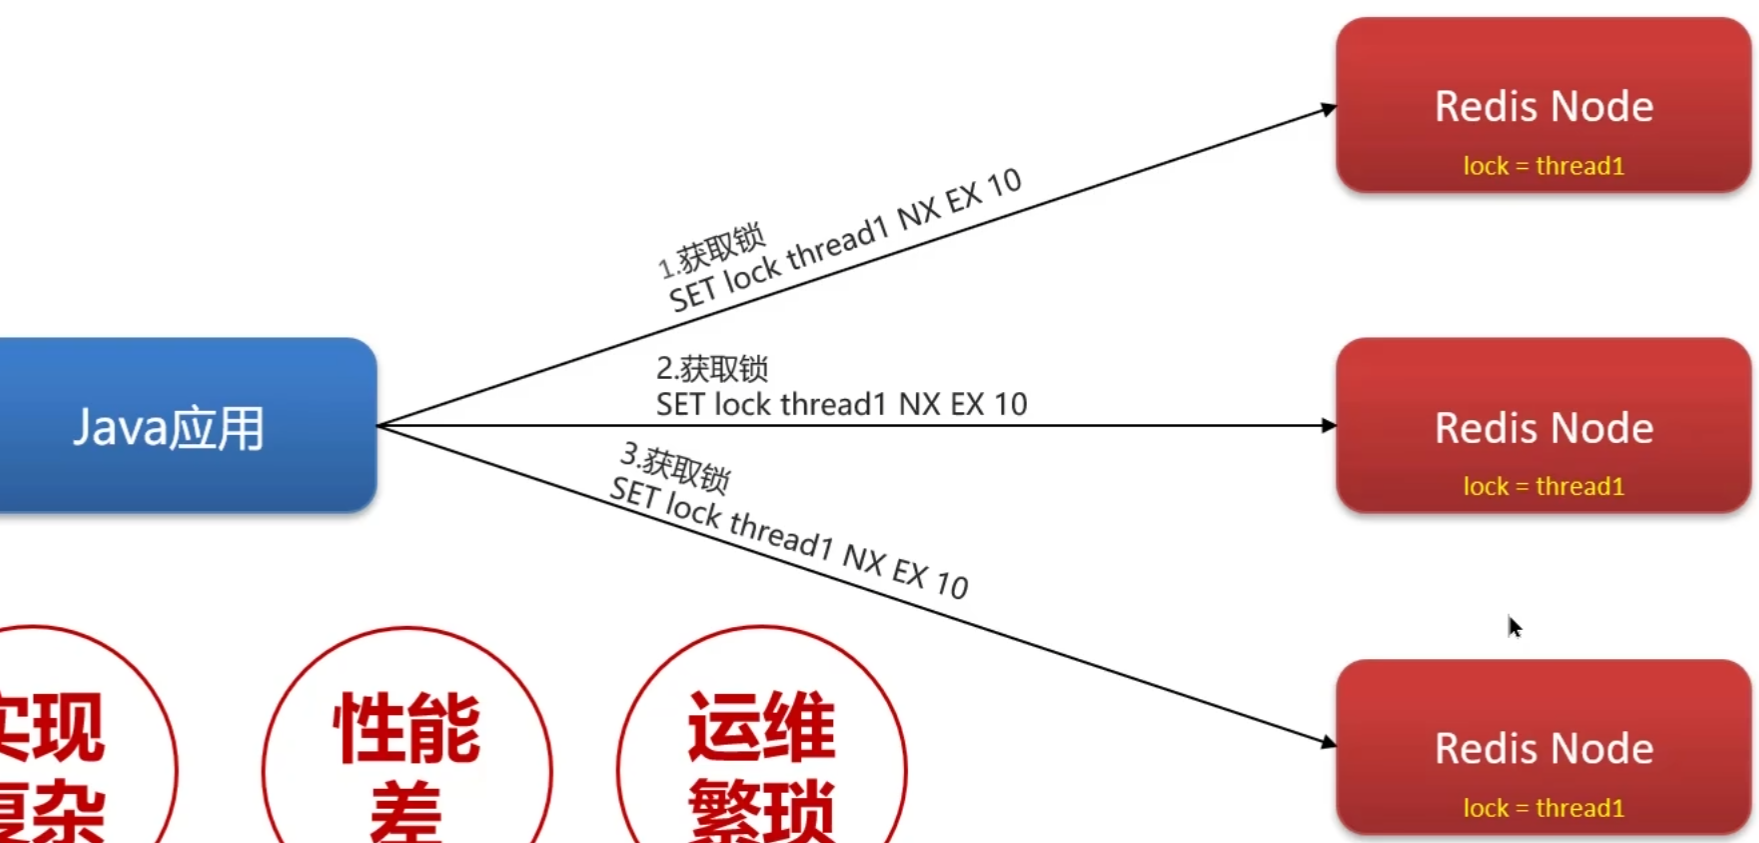 Redis Node
lock = thread1
1.获取锁
SET lock thread1 NX EX 10
2.获取锁
SET lock thread1 NX EX 10
Java应用
Redis Node
lock = thread1
3.获取锁
SET lock thread1 NX EX 10
实现
复杂
性能
差
运维
繁琐
Redis Node
lock = thread1